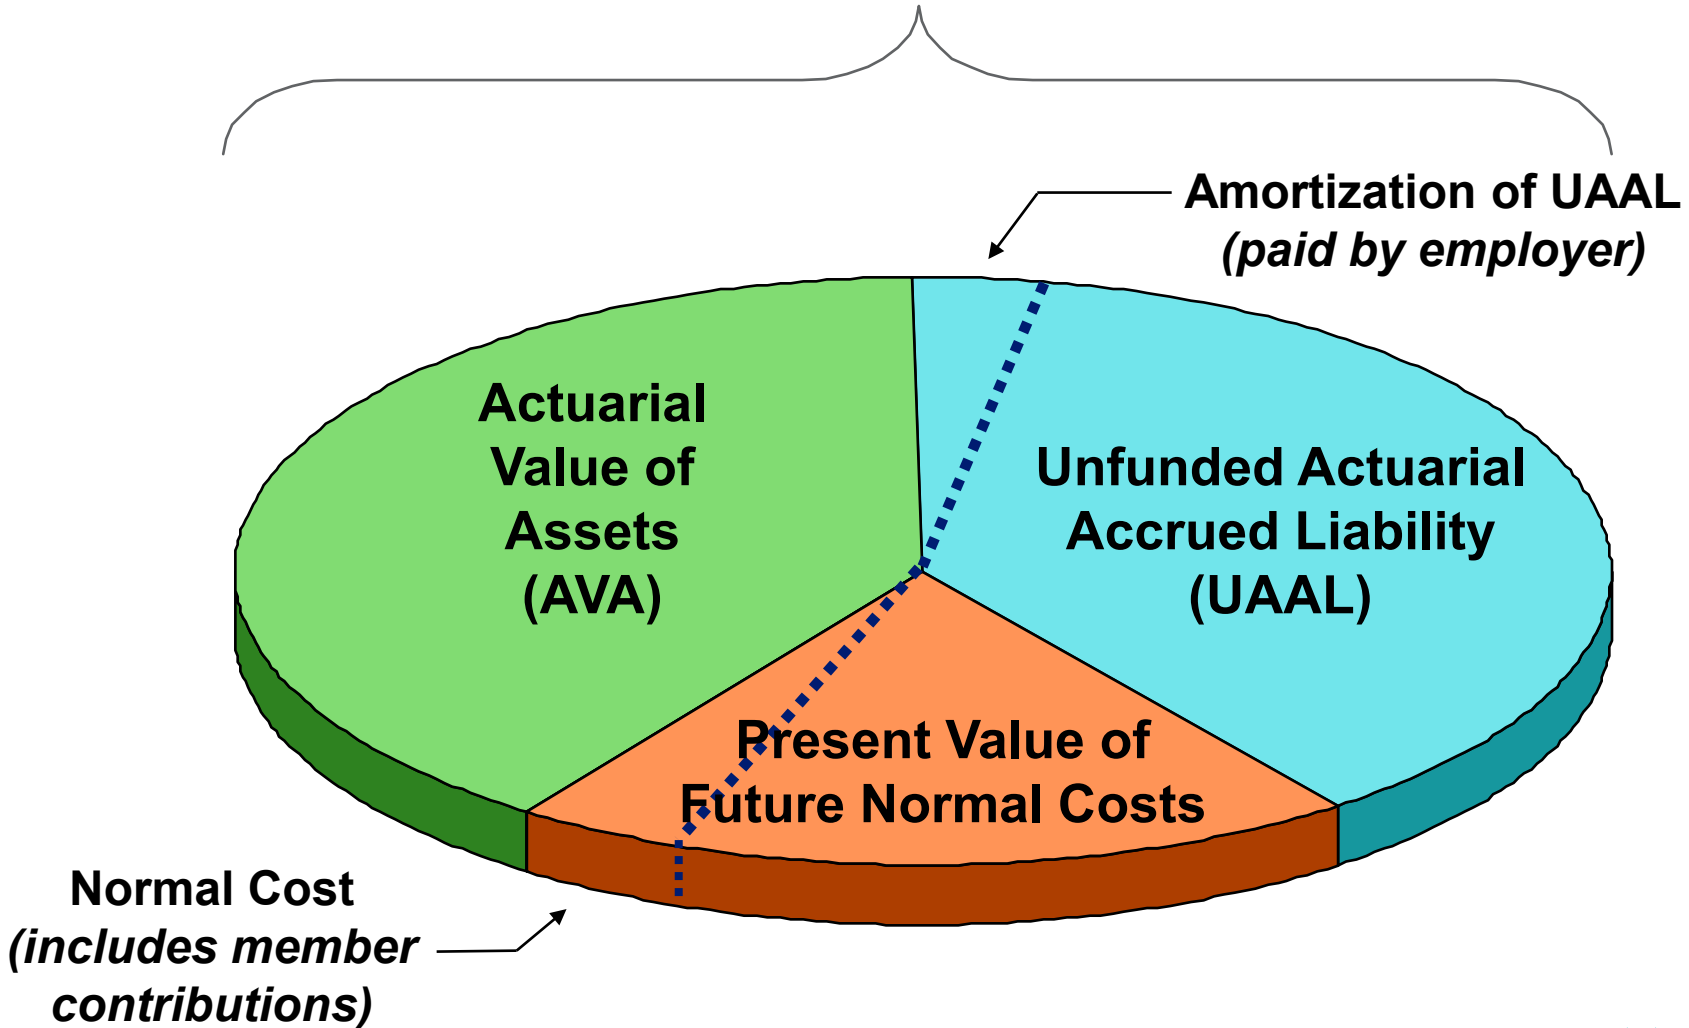 Amortization of UAAL
(paid by employer)
Actuarial
Value of
Assets
(AVA)
Unfunded Actuarial
Accrued Liability
(UAAL)
Present Value of
Future Normal Costs
Normal Cost
(includes member
contributions)